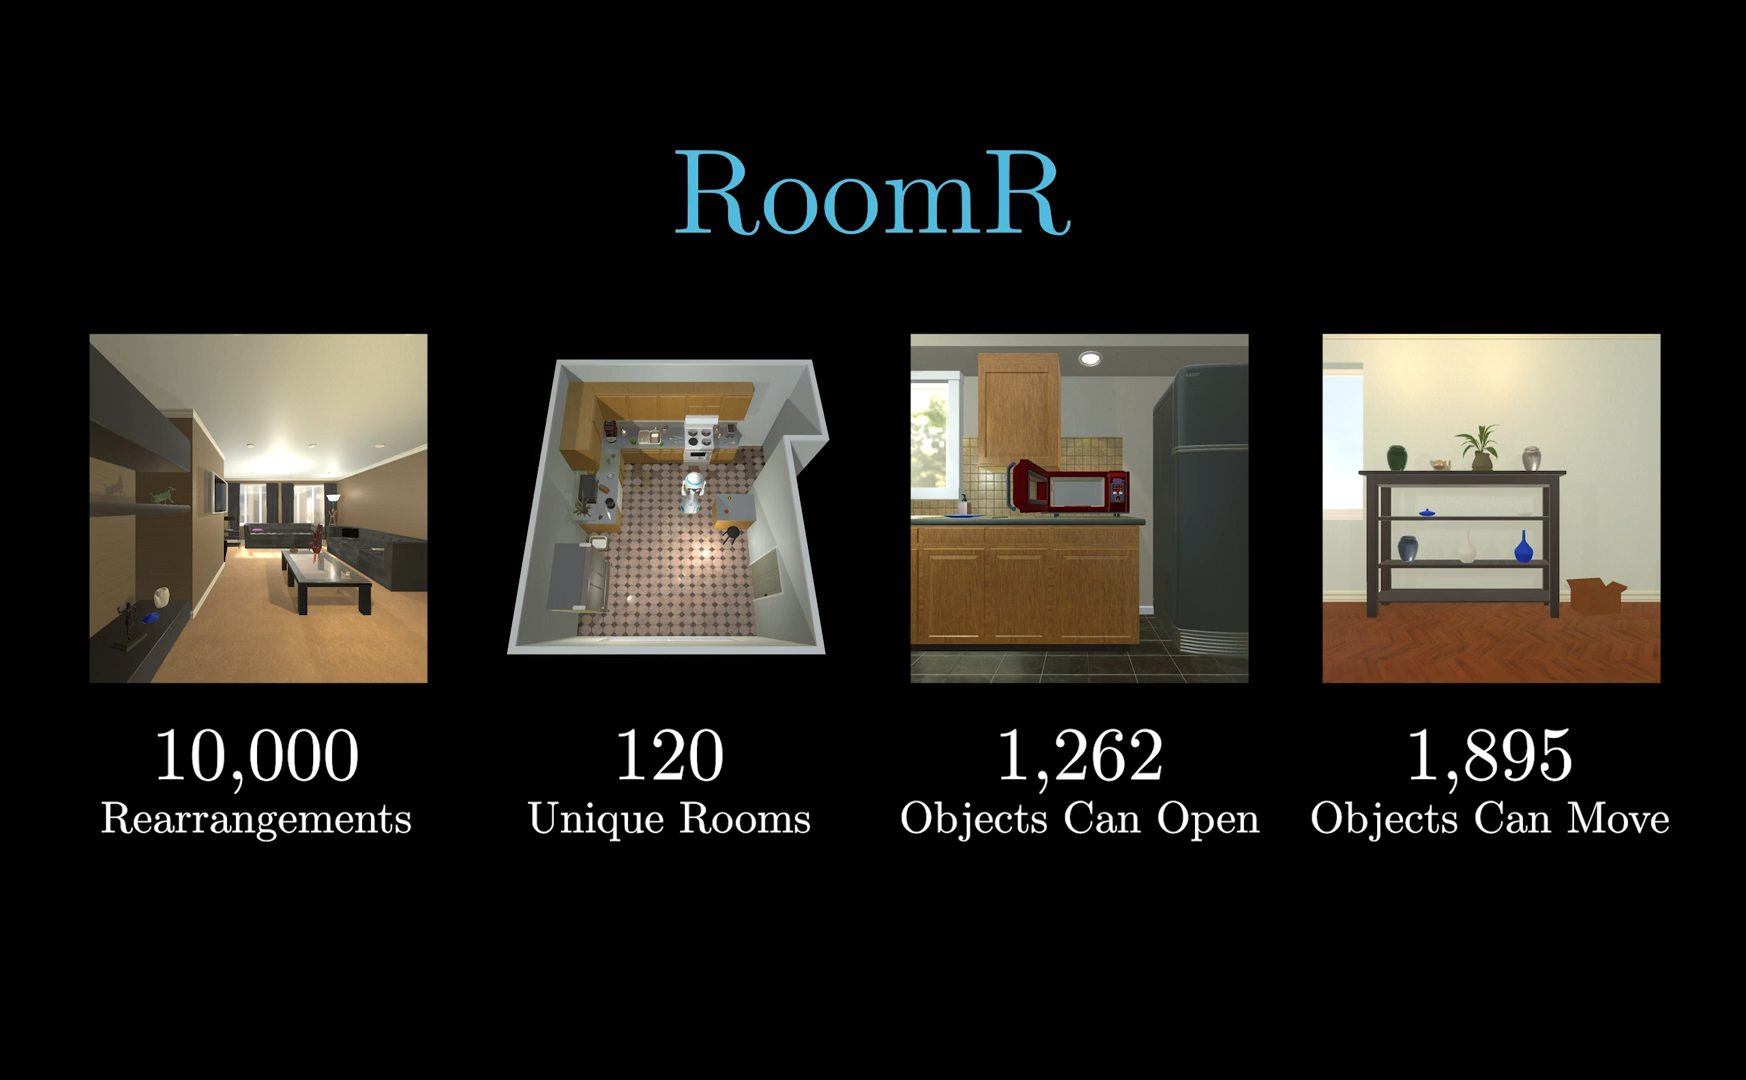 RoomR
10,000
Rearrangements
120
Unique Rooms
1,262
Objects Can Open
1,895
Objects Can Move